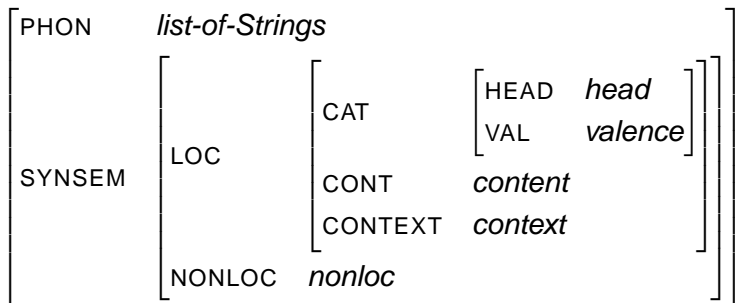 PHON list-of-Strings
CAT HEAD head
VAL valence
LOC
SYNSEM CONT content
CONTEXT context
NONLOC nonloc